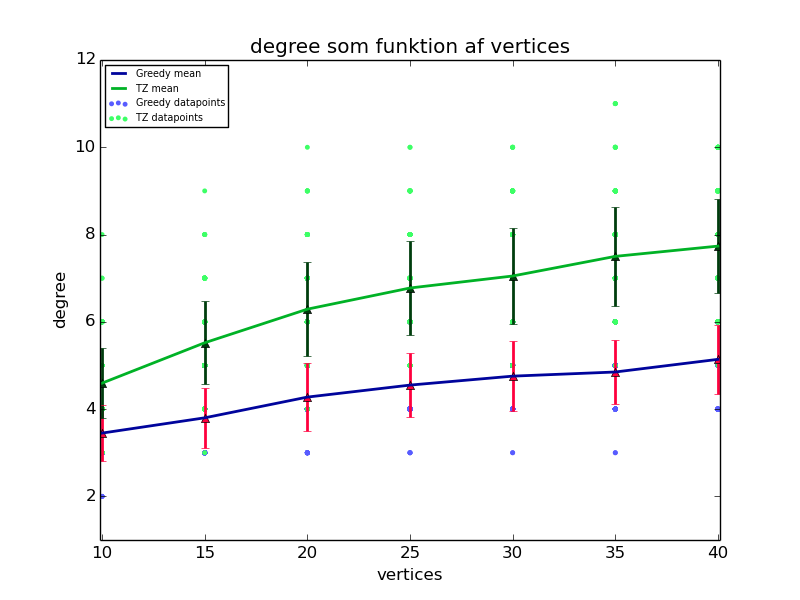 degree som funktion af vertices
12
10
8
6
4
2
degree
Greedy mean
TZ mean
Greedy datapoints
TZ datapoints
10 15 20 25 30 35 40
vertices